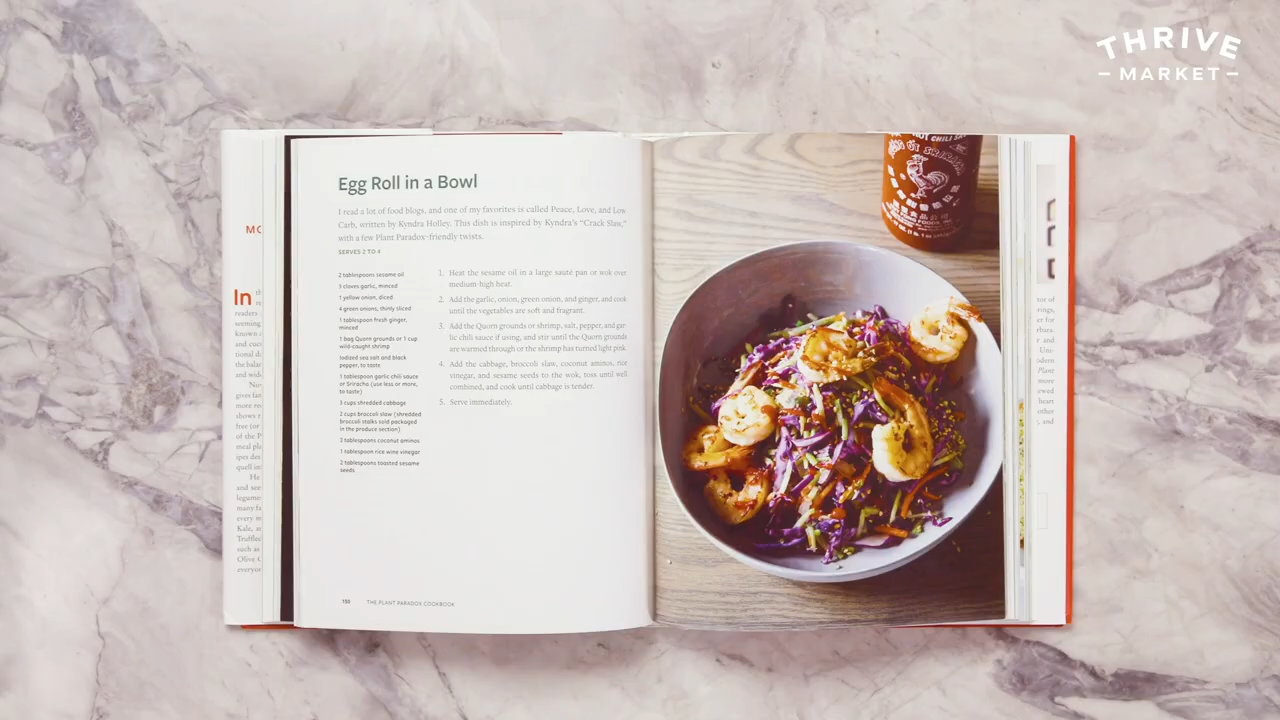 THRIVE
MARKET
Egg Roll in a Bowl
I read a lot of food blogs, and one of my favorites is called Peace, Love, and Low
Carb, written by Kyndra Holley. This dish is inspired by Kyndra's "Crack Slaw,"
with a few Plant Paradox-friendly twists.
2 tablespoons sesame oil
3 cloves garlic, minced
1 yellow onion, diced
4 green onions, thinly sliced
1 tablespoon fresh ginger,
minced
1 bag Quorn grounds or 1 cup
wild-caught shrimp
Iodized sea salt and black
pepper, to taste
1 tablespoon garlic chili sauce
or Sriracha (use less or more,
to taste)
3 cups shredded cabbage
2 cups broccoli slaw (shredded
broccoli stalks sold packaged
in the produce section)
3 tablespoons coconut aminos
1 tablespoon rice wine vinegar
2 tablespoons toasted sesame
seeds
1. Heat the sesame oil in a large sauté pan or wok over
medium-high heat.
2. Add the garlic, onion, green onion, and ginger, and cook
until the vegetables are soft and fragrant.
3. Add the Quorn grounds or shrimp, salt, pepper, and gar-
lic chili sauce if using, and stir until the Quorn grounds
are warmed through or the shrimp has turned light pink.
4. Add the cabbage, broccoli slaw, coconut aminos, rice
vinegar, and sesame seeds to the wok, toss until well
combined, and cook until cabbage is tender.
5. Serve immediately.
150 THE PLANT PARADOX COOKBOOK